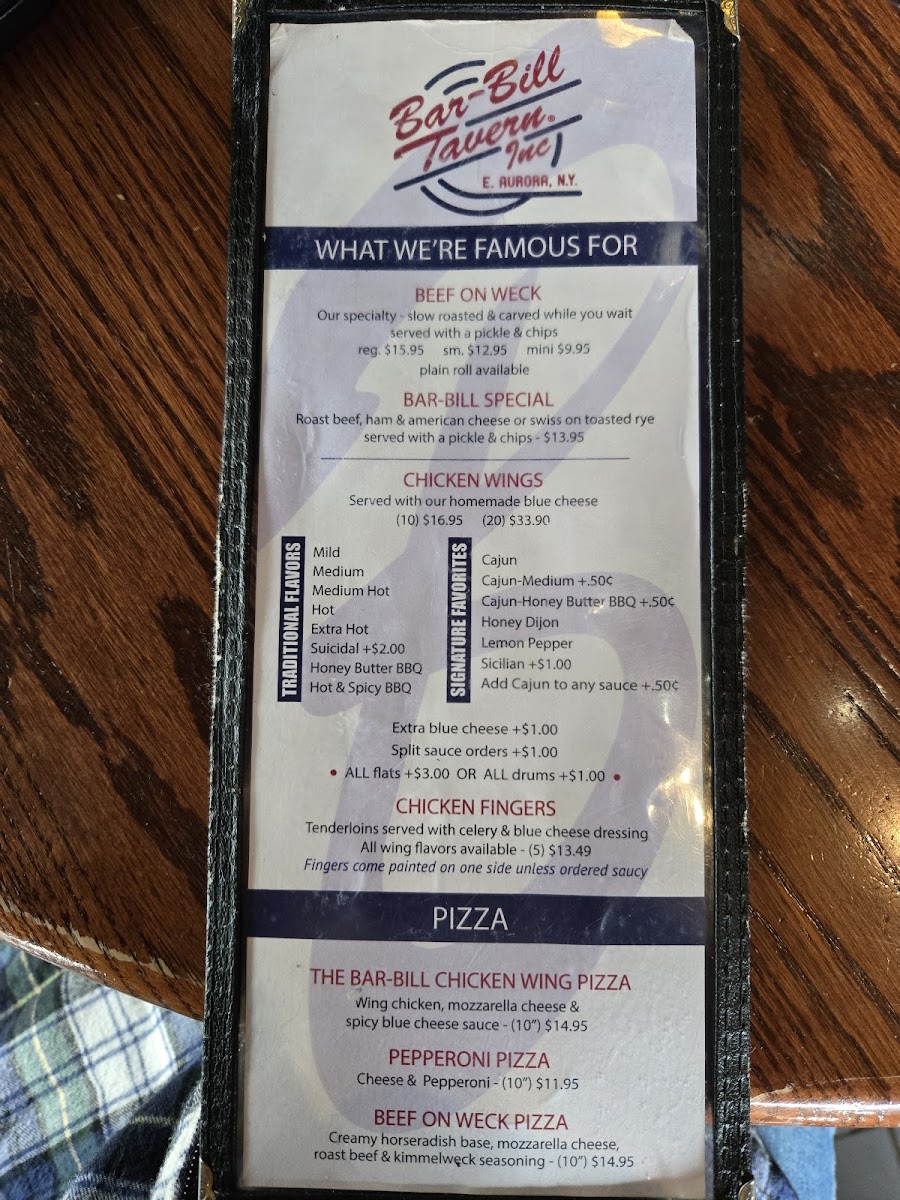 Bar-Bill
Tavern®
Inc
E. AURORA, N.Y.
WHAT WE'RE FAMOUS FOR
BEEF ON WECK
Our specialty - slow roasted & carved while you wait
served with a pickle & chips
reg. $15.95 sm. $12.95 mini $9.95
plain roll available
BAR-BILL SPECIAL
Roast beef, ham & american cheese or swiss on toasted rye
served with a pickle & chips - $13.95
CHICKEN WINGS
Served with our homemade blue cheese
(10) $16.95 (20) $33.90
TRADITIONAL FLAVORS
Mild
Medium
Medium Hot
Hot
Extra Hot
Suicidal +$2.00
Honey Butter BBQ
Hot & Spicy BBQ
SIGNATURE FAVORITES
Cajun
Cajun-Medium +.50¢
Cajun-Honey Butter BBQ +.50¢
Honey Dijon
Lemon Pepper
Sicilian +$1.00
Add Cajun to any sauce +.50¢
Extra blue cheese +$1.00
Split sauce orders +$1.00
• ALL flats +$3.00 OR ALL drums +$1.00 •
CHICKEN FINGERS
Tenderloins served with celery & blue cheese dressing
All wing flavors available - (5) $13.49
Fingers come painted on one side unless ordered saucy
PIZZA
THE BAR-BILL CHICKEN WING PIZZA
Wing chicken, mozzarella cheese &
spicy blue cheese sauce - (10") $14.95
PEPPERONI PIZZA
Cheese & Pepperoni - (10") $11.95
BEEF ON WECK PIZZA
Creamy horseradish base, mozzarella cheese,
roast beef & kimmelweck seasoning - (10") $14.95